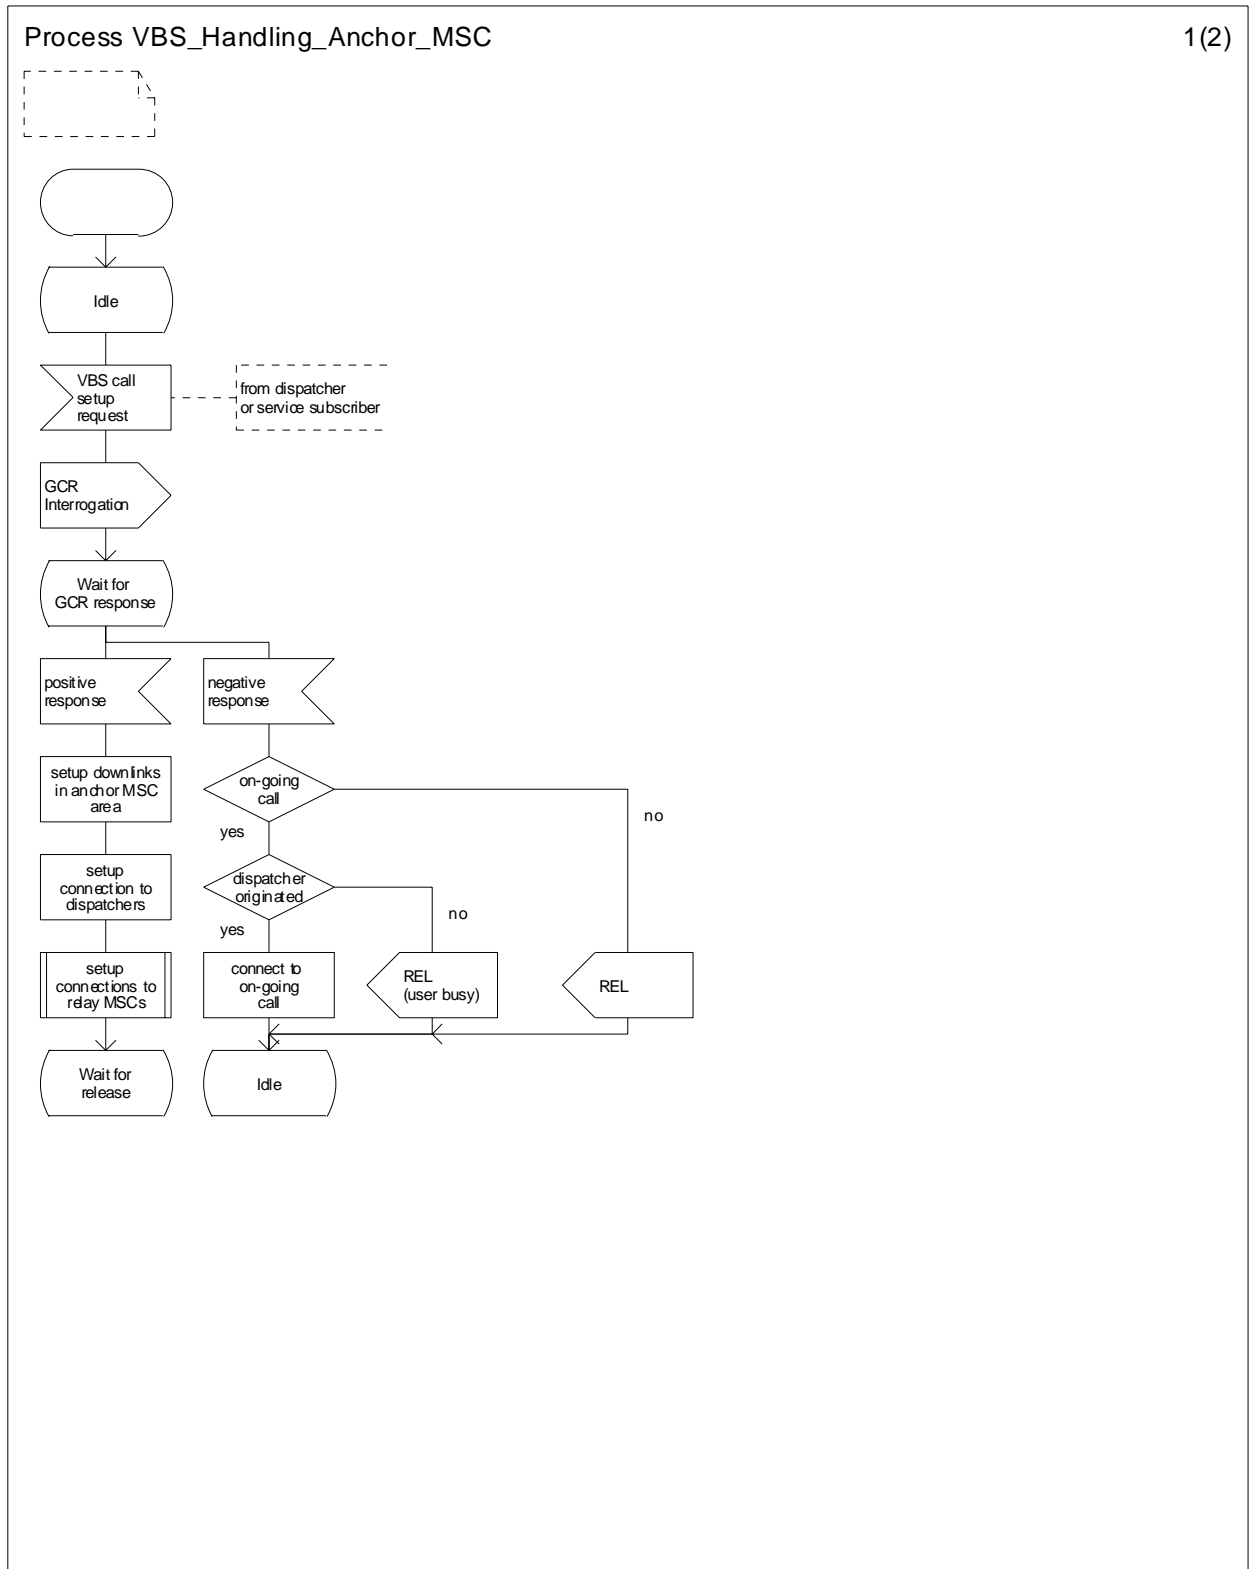 Process VBS_Handling_Anchor_MSC
1(2)
Idle
VBS call
setup
request
from dispatcher
or service subscriber
GCR
Interrogation
Wait for
GCR response
positive
response
negative
response
setup downlinks
in anchor MSC
area
on-going
call
no
yes
setup
connection to
dispatchers
dispatcher
originated
no
yes
setup
connections to
relay MSCs
connect to
on-going
call
REL
(user busy)
REL
Wait for
release
Idle